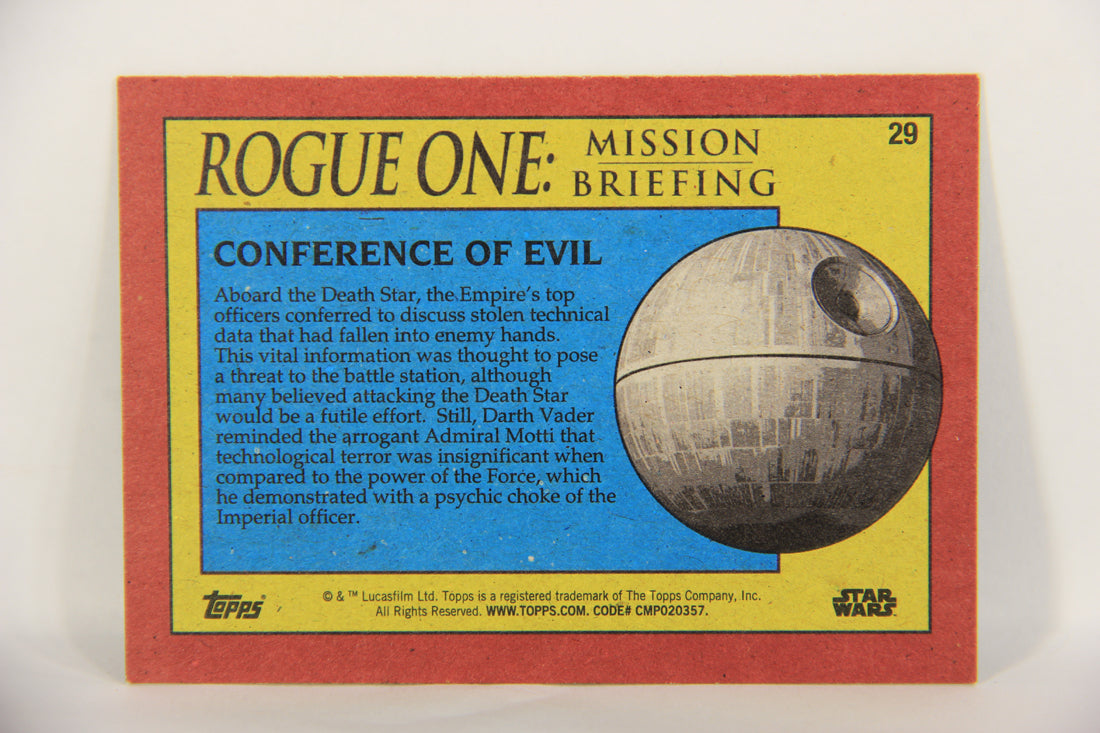 29
ROGUE ONE: MISSION
BRIEFING
CONFERENCE OF EVIL
Aboard the Death Star, the Empire's top
officers conferred to discuss stolen technical
data that had fallen into enemy hands.
This vital information was thought to pose
a threat to the battle station, although
many believed attacking the Death Star
would be a futile effort. Still, Darth Vader
reminded the arrogant Admiral Motti that
technological terror was insignificant when
compared to the power of the Force, which
he demonstrated with a psychic choke of the
Imperial officer.
Topps®
© & ™ Lucasfilm Ltd. Topps is a registered trademark of The Topps Company, Inc.
All Rights Reserved. WWW.TOPPS.COM. CODE# CMP020357.
STAR
WARS